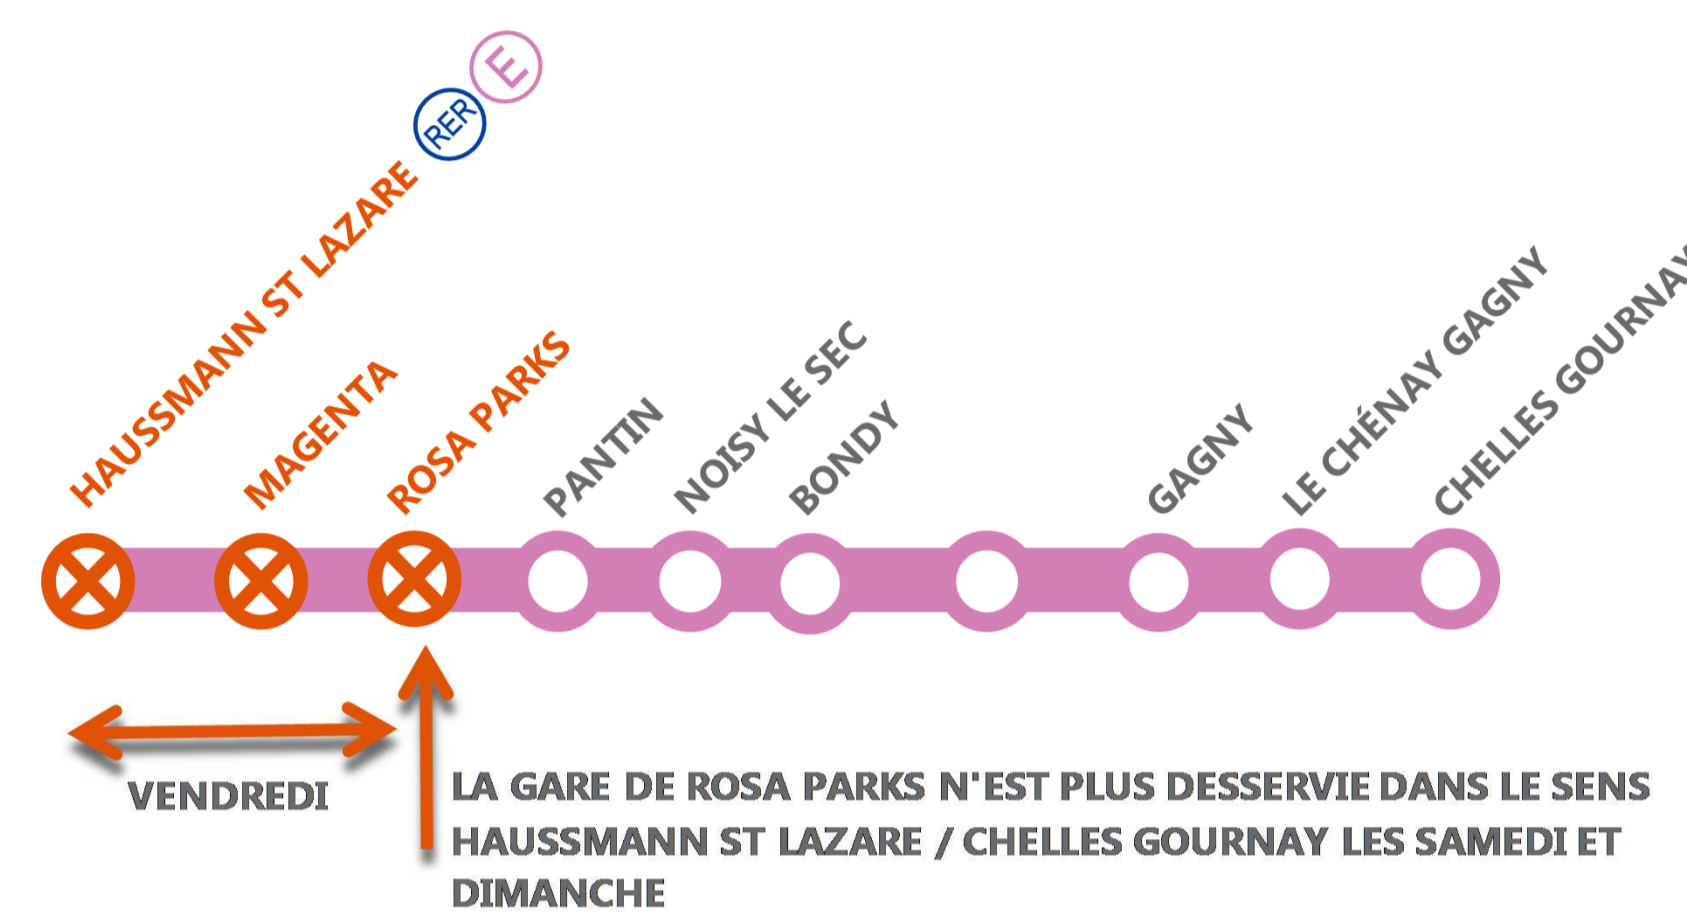 E
RER
HAUSSMANN ST LAZARE
MAGENTA
ROSA PARKS
PANTIN
NOISY LE SEC
BONDY
GAGNY
LE CHÉNAY GAGNY
CHELLES GOURNAY
VENDREDI
LA GARE DE ROSA PARKS N'EST PLUS DESSERVIE DANS LE SENS
HAUSSMANN ST LAZARE / CHELLES GOURNAY LES SAMEDI ET
DIMANCHE